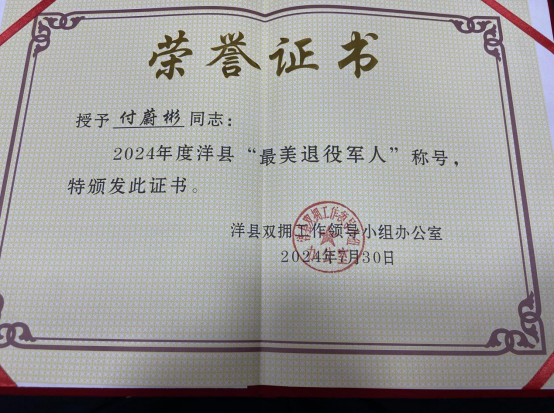 荣誉证书
授予 付蔚彬 同志：
2024年度洋县“最美退役军人”称号，
特颁发此证书。
洋县双拥工作领导小组办公室
2024年7月30日